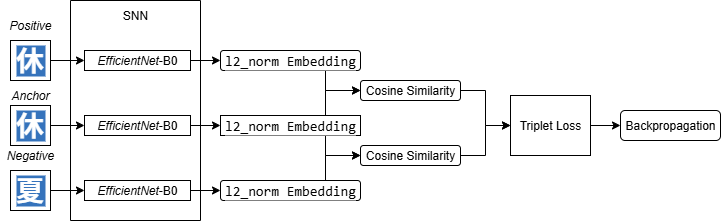 Positive
SNN
休
EfficientNet-B0
l2_norm Embedding
Cosine Similarity
Anchor
休
EfficientNet-B0
l2_norm Embedding
Triplet Loss
Backpropagation
Cosine Similarity
Negative
夏
EfficientNet-B0
l2_norm Embedding